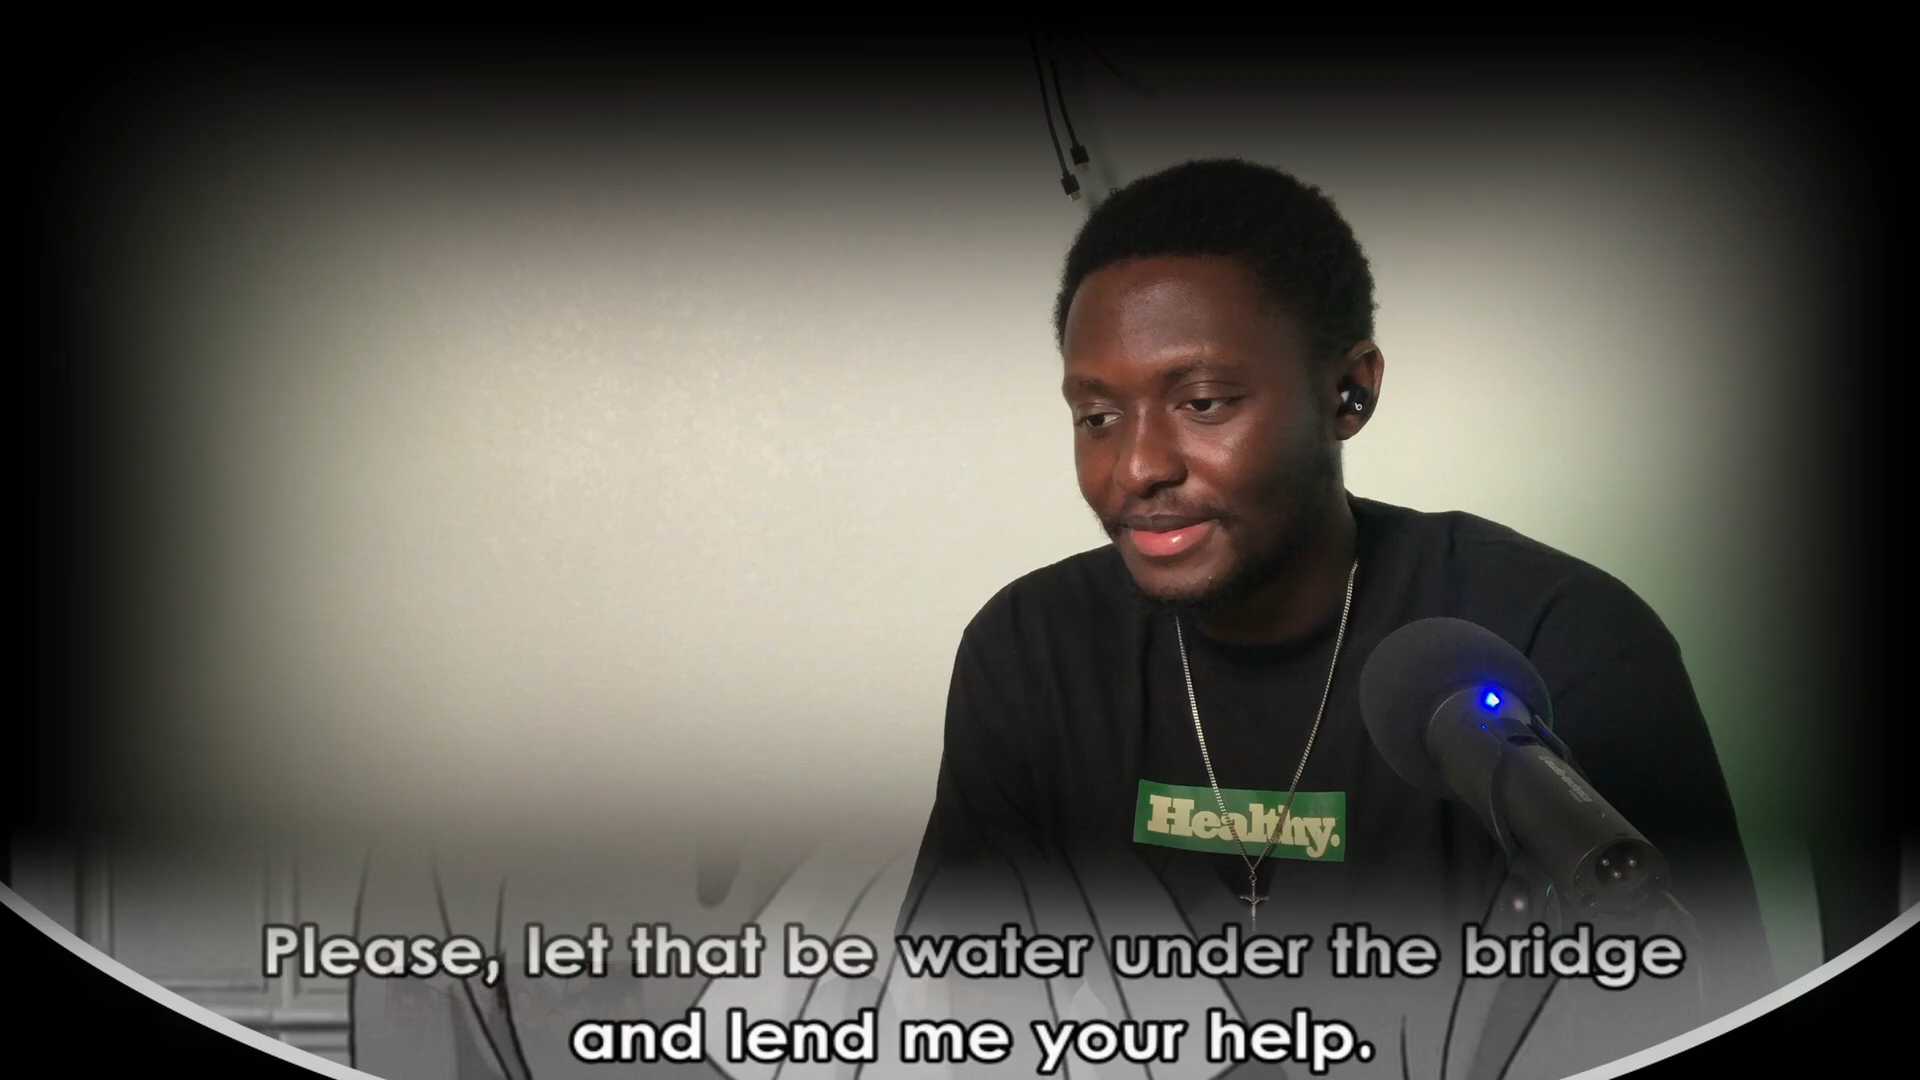 Healthy.
Please, let that be water under the bridge
and lend me your help.